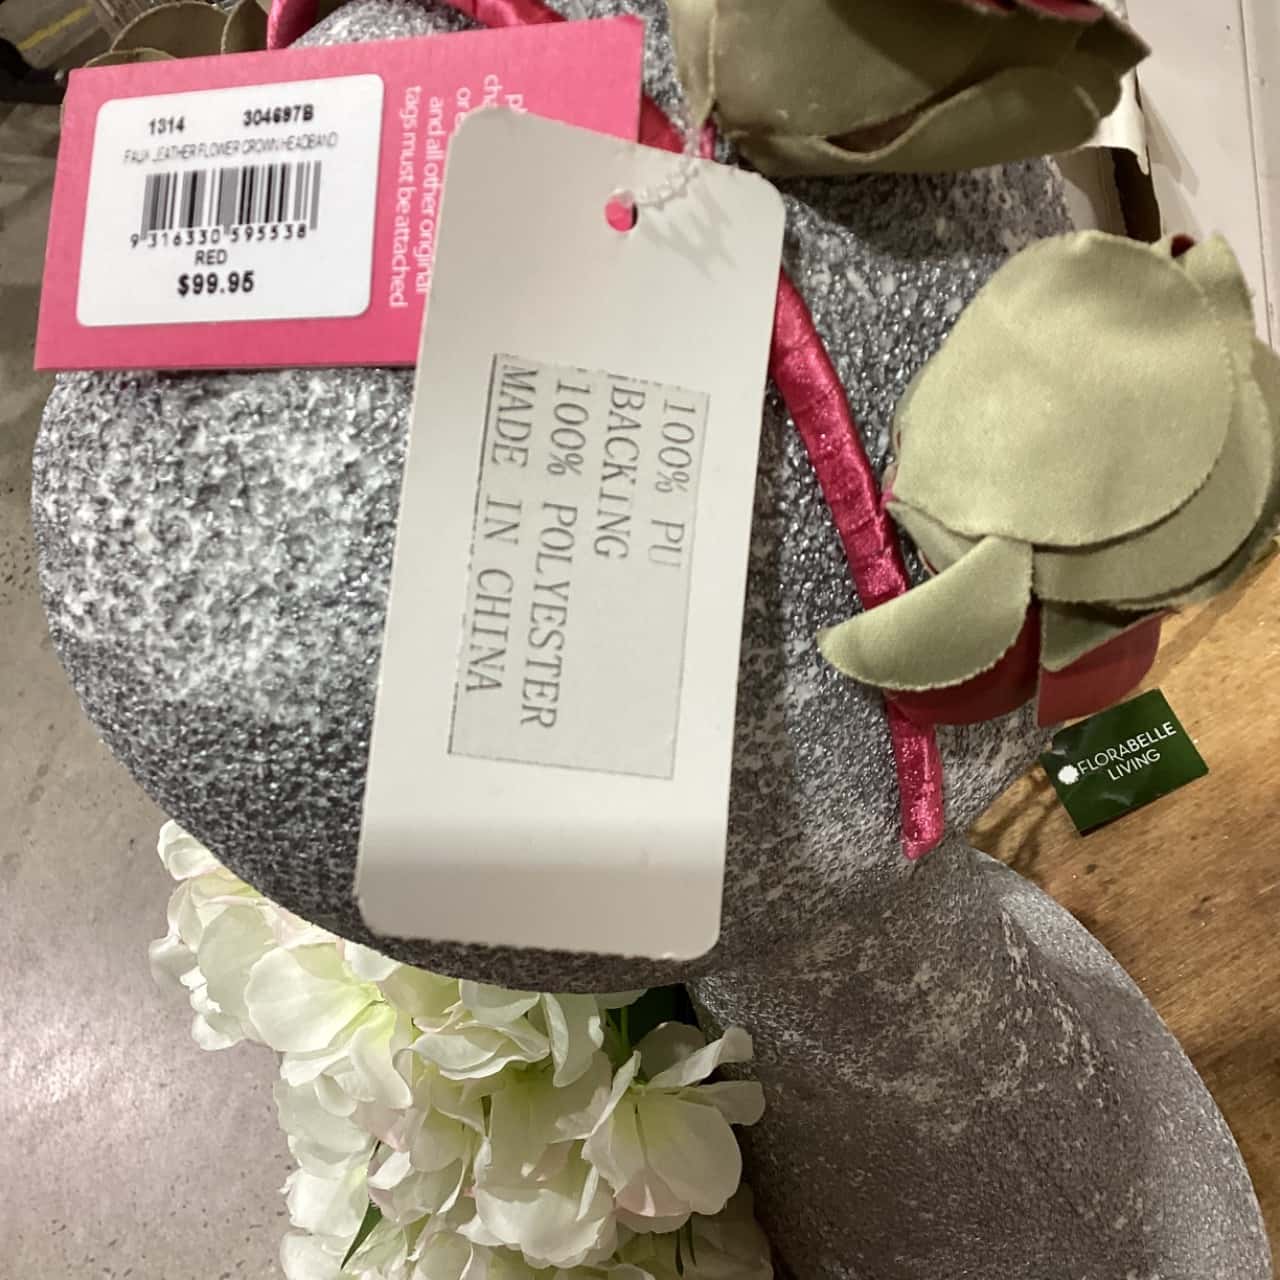 1314 304697B
FAUX LEATHER FLOWER CROWN HEADBAND
9 316330 595538
RED
$99.95
and all other original
tags must be attached
100% PU
BACKING
100% POLYESTER
MADE IN CHINA
FLORABELLE
LIVING